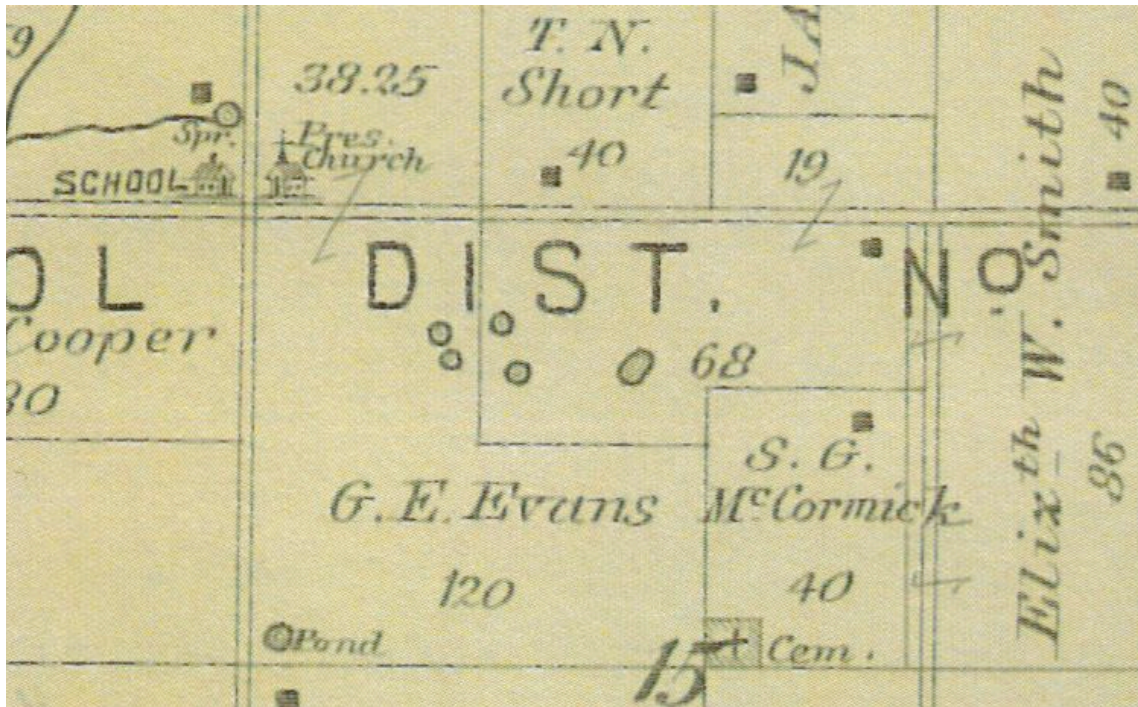 T. N.
Short
40
JA
38.25
Spr.
Pres.
Church
SCHOOL
19
40
OL DIST. No.
Cooper
68
G. E. Evans
120
S. G.
McCormick
40
Elixth W. Smith
86
Pond
15
Cem.